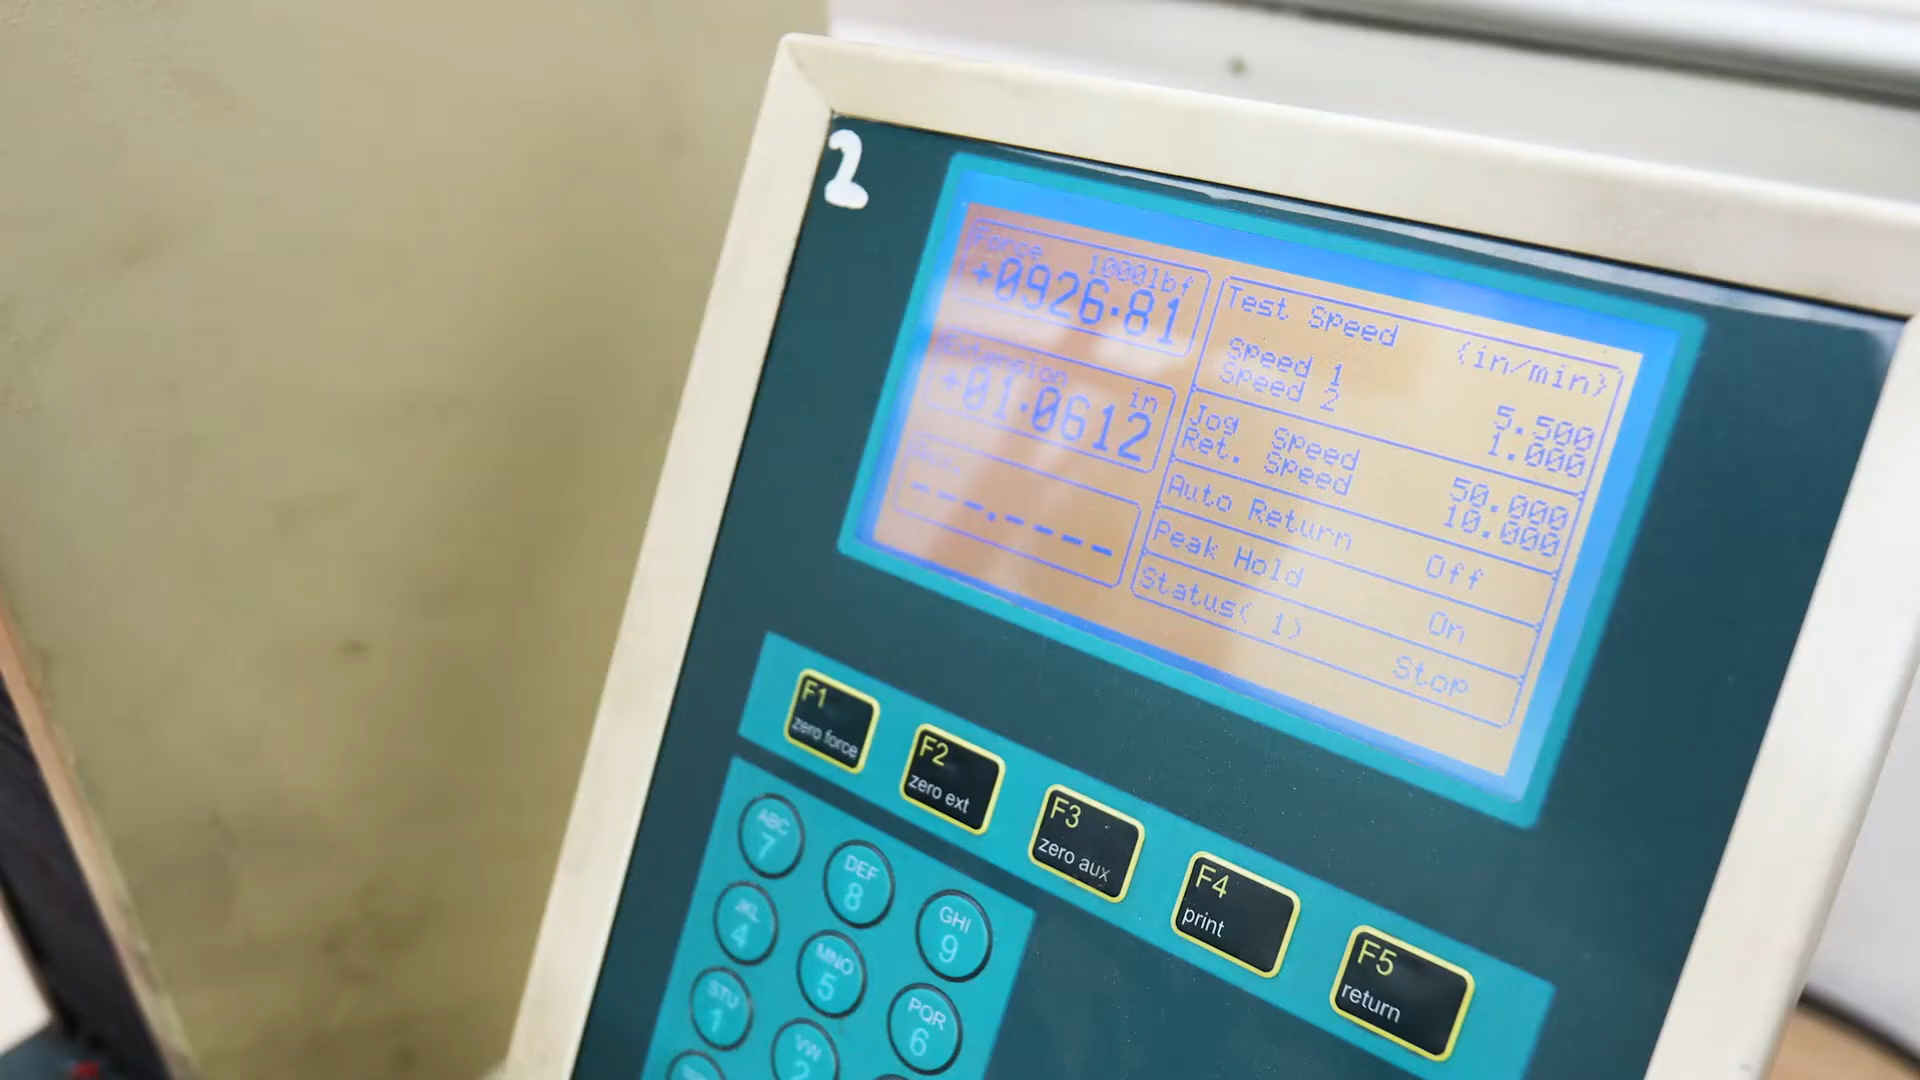 2
Force 1000lbf
+0926.81
Extension in
+01.0612
---.----
Test Speed (in/min)
Speed 1 5.500
Speed 2 1.000
Jog Speed 50.000
Ret. Speed 10.000
Auto Return Off
Peak Hold On
Status( 1) Stop
F1
zero force
F2
zero ext
F3
zero aux
F4
print
F5
return
ABC
7
DEF
8
GHI
9
JKL
4
MNO
5
PQR
6
STU
1
VW
2